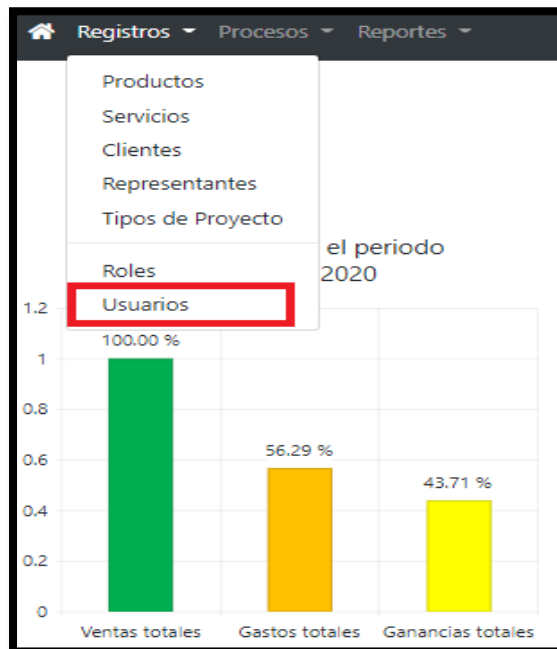 Registros Procesos Reportes
Productos
Servicios
Clientes
Representantes
Tipos de Proyecto
Roles
Usuarios
el periodo
2020
1.2
1
0.8
0.6
0.4
0.2
0
100.00 %
56.29 %
43.71 %
Ventas totales Gastos totales Ganancias totales